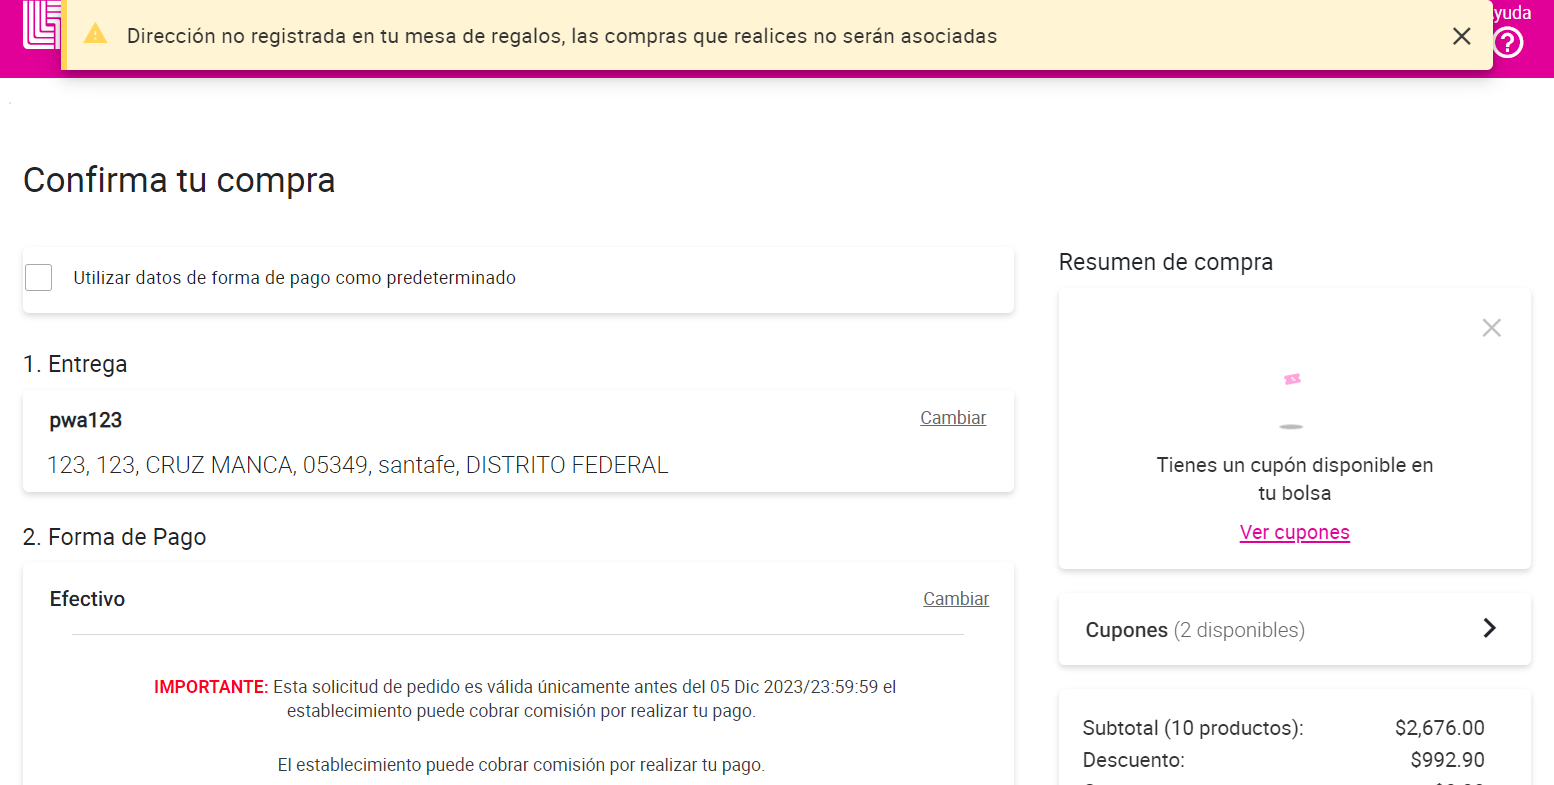 Dirección no registrada en tu mesa de regalos, las compras que realices no serán asociadas
yuda
Confirma tu compra
Utilizar datos de forma de pago como predeterminado
1. Entrega
pwa123
Cambiar
123, 123, CRUZ MANCA, 05349, santafe, DISTRITO FEDERAL
2. Forma de Pago
Efectivo
Cambiar
IMPORTANTE: Esta solicitud de pedido es válida únicamente antes del 05 Dic 2023/23:59:59 el
establecimiento puede cobrar comisión por realizar tu pago.
El establecimiento puede cobrar comisión por realizar tu pago.
Resumen de compra
Tienes un cupón disponible en
tu bolsa
Ver cupones
Cupones (2 disponibles)
Subtotal (10 productos): $2,676.00
Descuento: $992.90